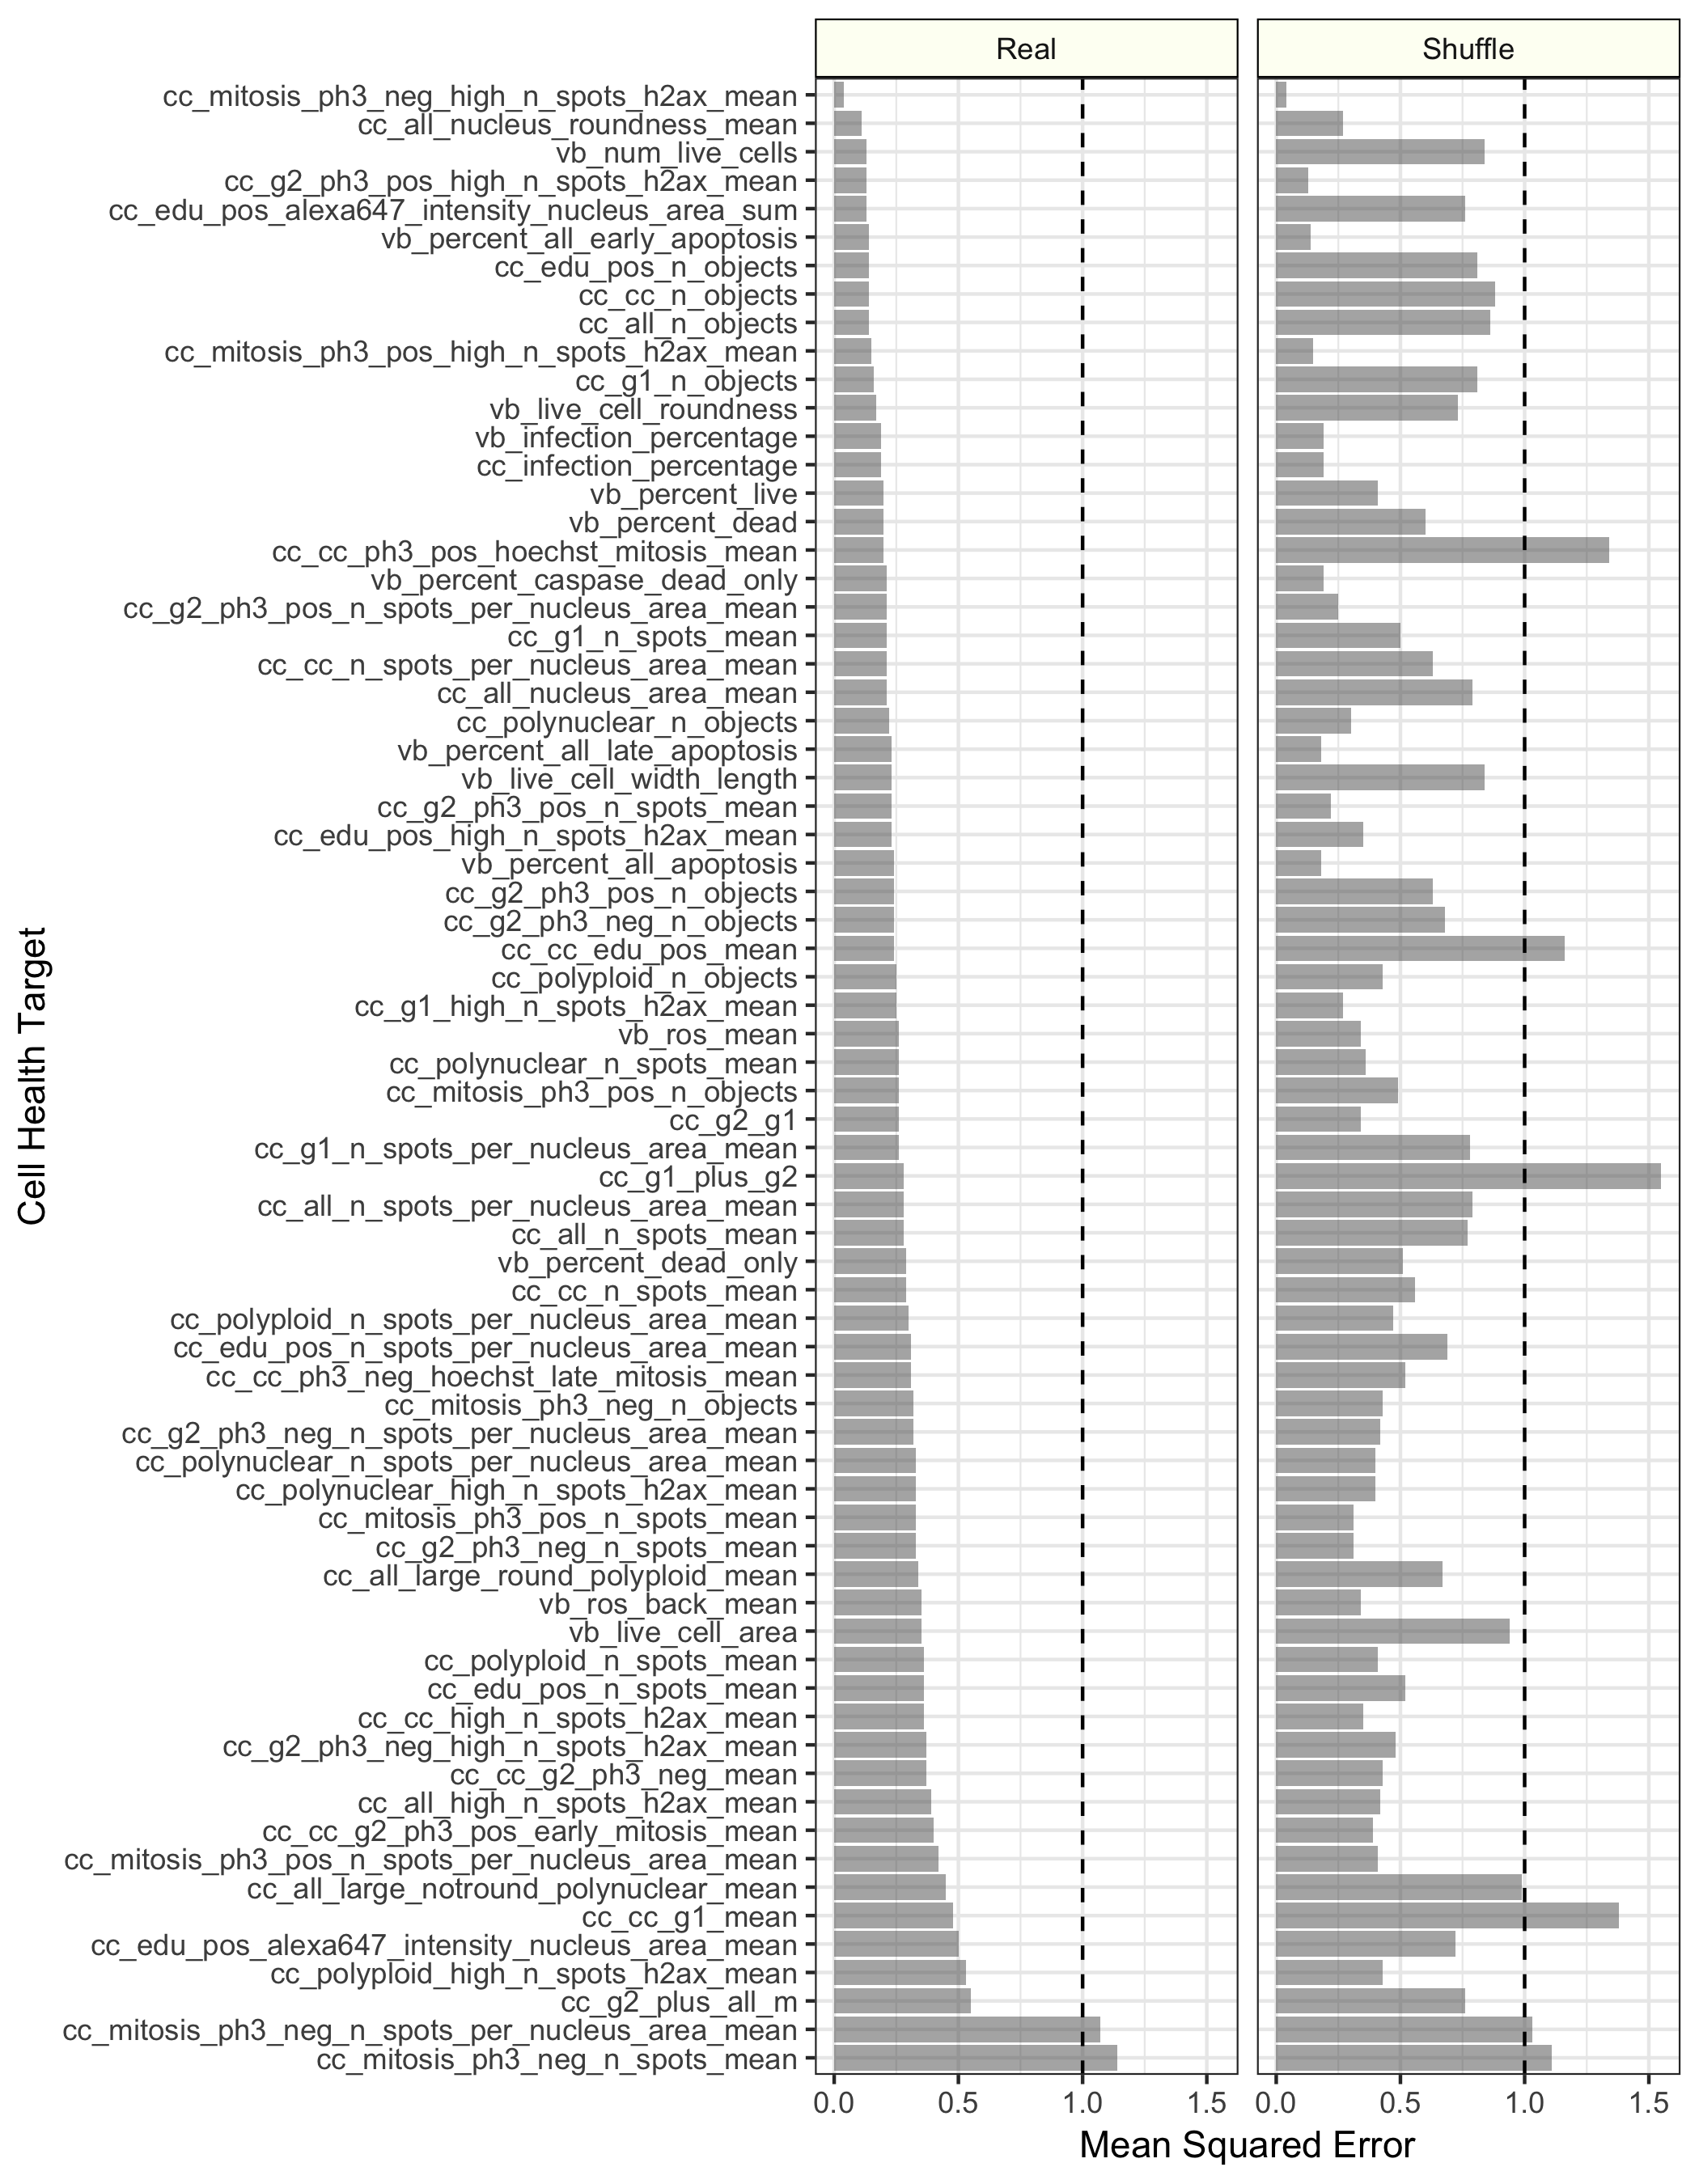 Real
Shuffle
cc_mitosis_ph3_neg_high_n_spots_h2ax_mean
cc_all_nucleus_roundness_mean
vb_num_live_cells
cc_g2_ph3_pos_high_n_spots_h2ax_mean
cc_edu_pos_alexa647_intensity_nucleus_area_sum
vb_percent_all_early_apoptosis
cc_edu_pos_n_objects
cc_cc_n_objects
cc_all_n_objects
cc_mitosis_ph3_pos_high_n_spots_h2ax_mean
cc_g1_n_objects
vb_live_cell_roundness
vb_infection_percentage
cc_infection_percentage
vb_percent_live
vb_percent_dead
cc_cc_ph3_pos_hoechst_mitosis_mean
vb_percent_caspase_dead_only
cc_g2_ph3_pos_n_spots_per_nucleus_area_mean
cc_g1_n_spots_mean
cc_cc_n_spots_per_nucleus_area_mean
cc_all_nucleus_area_mean
cc_polynuclear_n_objects
vb_percent_all_late_apoptosis
vb_live_cell_width_length
cc_g2_ph3_pos_n_spots_mean
cc_edu_pos_high_n_spots_h2ax_mean
vb_percent_all_apoptosis
cc_g2_ph3_pos_n_objects
cc_g2_ph3_neg_n_objects
cc_cc_edu_pos_mean
cc_polyploid_n_objects
cc_g1_high_n_spots_h2ax_mean
vb_ros_mean
cc_polynuclear_n_spots_mean
cc_mitosis_ph3_pos_n_objects
cc_g2_g1
cc_g1_n_spots_per_nucleus_area_mean
cc_g1_plus_g2
cc_all_n_spots_per_nucleus_area_mean
cc_all_n_spots_mean
vb_percent_dead_only
cc_cc_n_spots_mean
cc_polyploid_n_spots_per_nucleus_area_mean
cc_edu_pos_n_spots_per_nucleus_area_mean
cc_cc_ph3_neg_hoechst_late_mitosis_mean
cc_mitosis_ph3_neg_n_objects
cc_g2_ph3_neg_n_spots_per_nucleus_area_mean
cc_polynuclear_n_spots_per_nucleus_area_mean
cc_polynuclear_high_n_spots_h2ax_mean
cc_mitosis_ph3_pos_n_spots_mean
cc_g2_ph3_neg_n_spots_mean
cc_all_large_round_polyploid_mean
vb_ros_back_mean
vb_live_cell_area
cc_polyploid_n_spots_mean
cc_edu_pos_n_spots_mean
cc_cc_high_n_spots_h2ax_mean
cc_g2_ph3_neg_high_n_spots_h2ax_mean
cc_cc_g2_ph3_neg_mean
cc_all_high_n_spots_h2ax_mean
cc_cc_g2_ph3_pos_early_mitosis_mean
cc_mitosis_ph3_pos_n_spots_per_nucleus_area_mean
cc_all_large_notround_polynuclear_mean
cc_cc_g1_mean
cc_edu_pos_alexa647_intensity_nucleus_area_mean
cc_polyploid_high_n_spots_h2ax_mean
cc_g2_plus_all_m
cc_mitosis_ph3_neg_n_spots_per_nucleus_area_mean
cc_mitosis_ph3_neg_n_spots_mean
Cell Health Target
0.0 0.5 1.0 1.5
0.0 0.5 1.0 1.5
Mean Squared Error